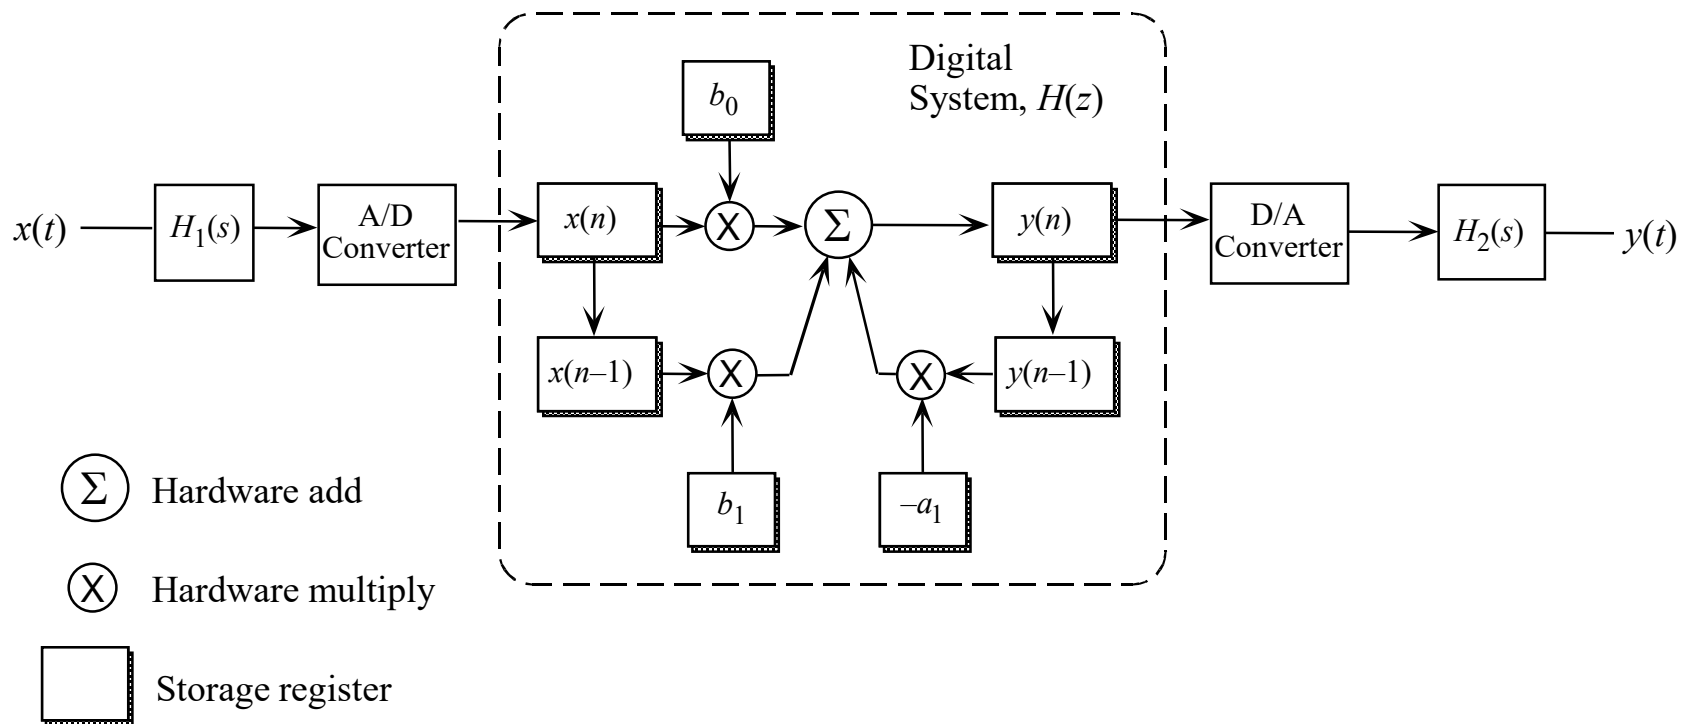 Digital
System, H(z)
b₀
x(t)
H₁(s)
A/D
Converter
x(n)
X
Σ
y(n)
D/A
Converter
H₂(s)
y(t)
x(n–1)
X
X
y(n–1)
b₁
–a₁
Σ Hardware add
X Hardware multiply
Storage register